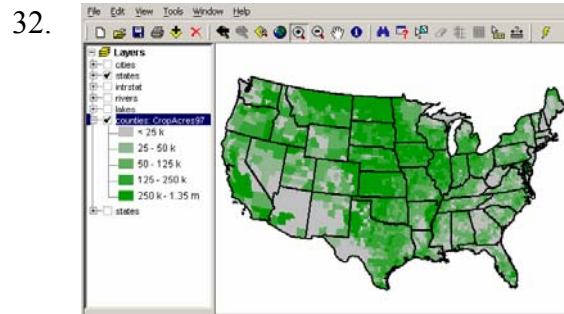 32.
File Edit View Tools Window Help
Layers
cities
states
intrstat
rivers
lakes
counties: CropAcres97
< 25 k
25 - 50 k
50 - 125 k
125 - 250 k
250 k - 1.35 m
states